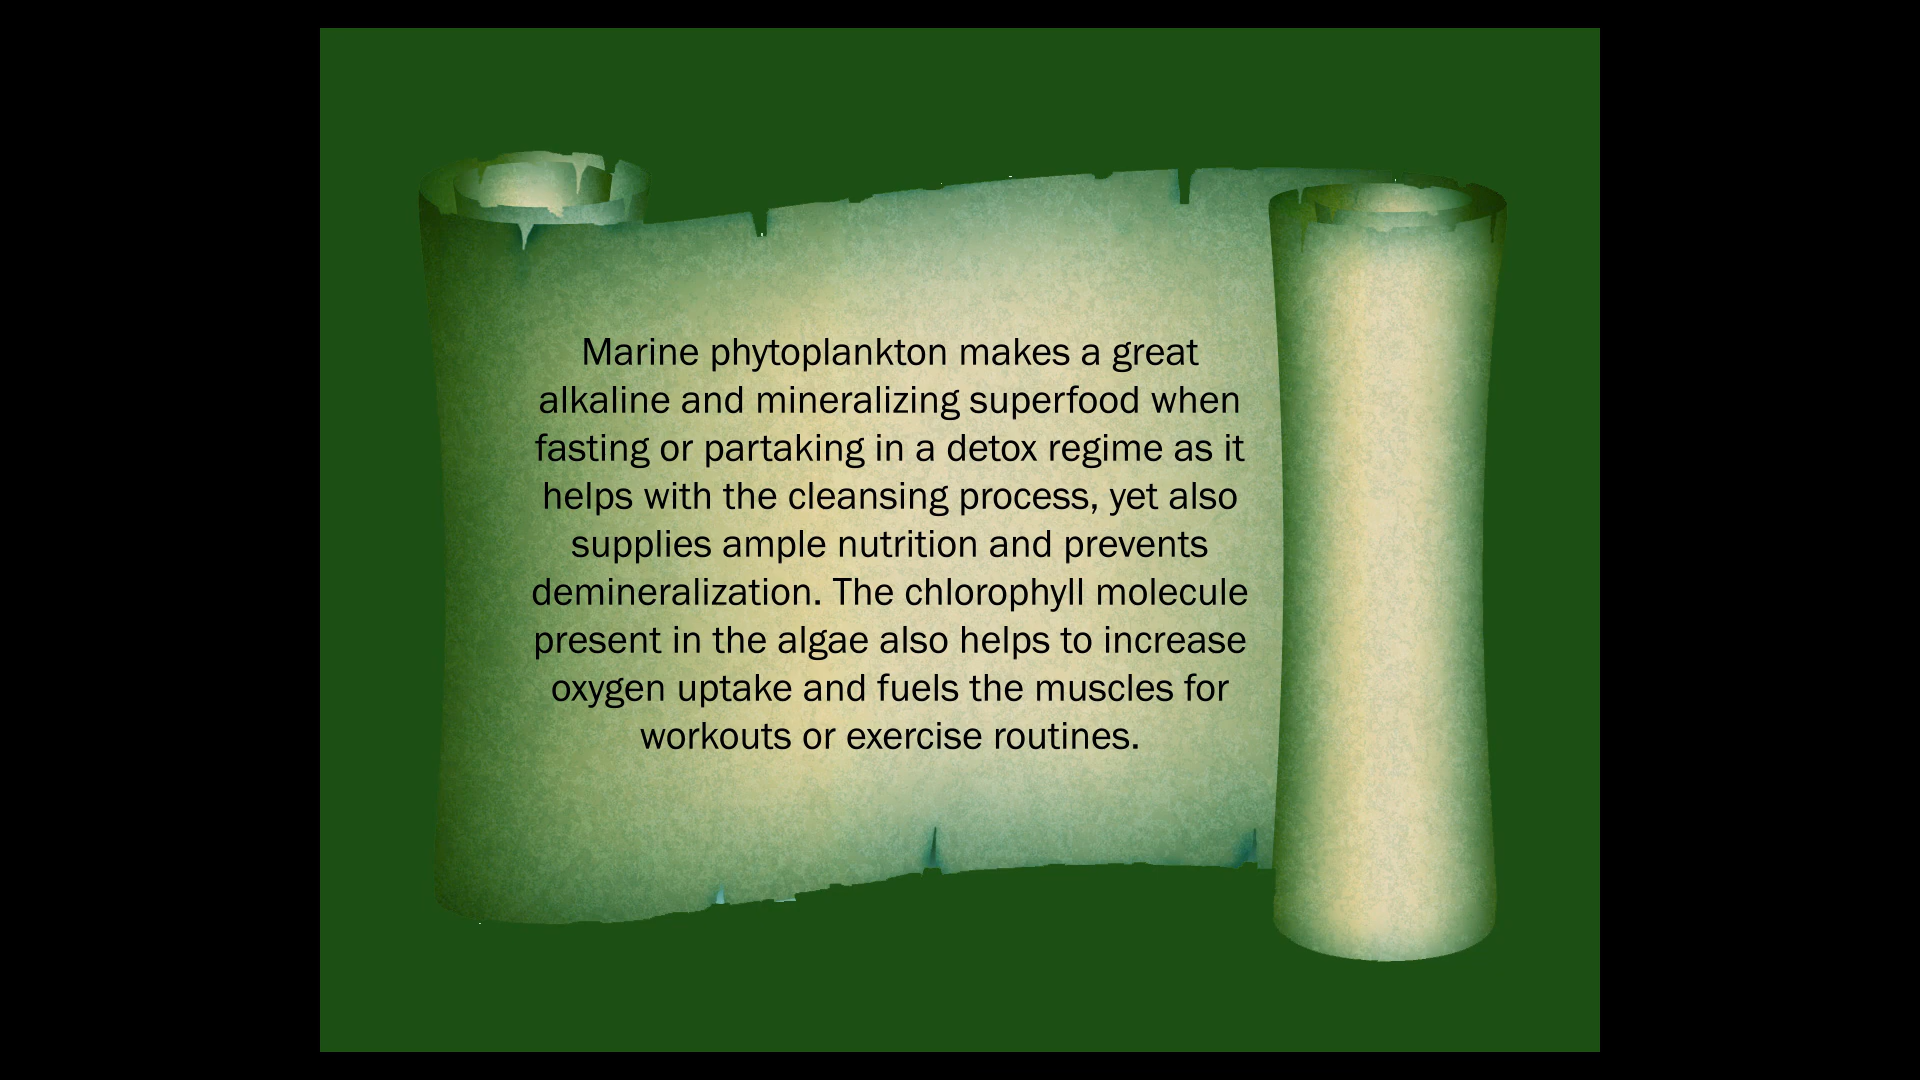 Marine phytoplankton makes a great
alkaline and mineralizing superfood when
fasting or partaking in a detox regime as it
helps with the cleansing process, yet also
supplies ample nutrition and prevents
demineralization. The chlorophyll molecule
present in the algae also helps to increase
oxygen uptake and fuels the muscles for
workouts or exercise routines.